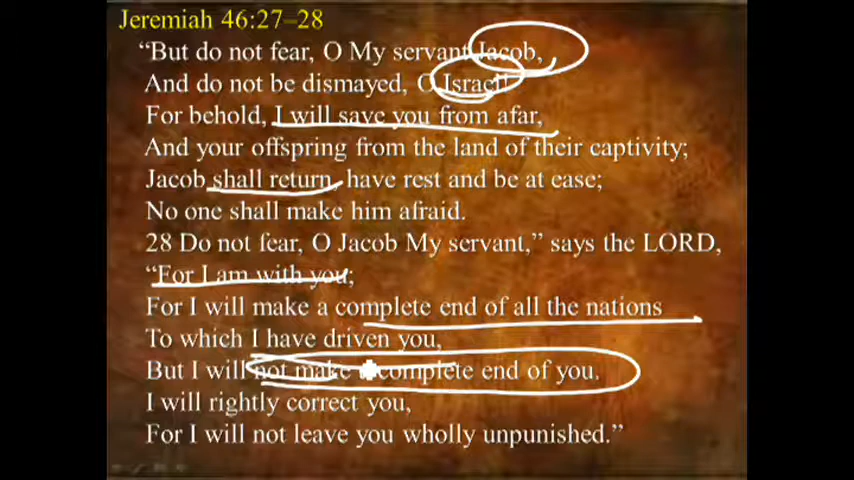 Jeremiah 46:27–28
“But do not fear, O My servant Jacob,
And do not be dismayed, O Israel!
For behold, I will save you from afar,
And your offspring from the land of their captivity;
Jacob shall return, have rest and be at ease;
No one shall make him afraid.
28 Do not fear, O Jacob My servant,” says the LORD,
“For I am with you;
For I will make a complete end of all the nations
To which I have driven you,
But I will not make a complete end of you.
I will rightly correct you,
For I will not leave you wholly unpunished.”